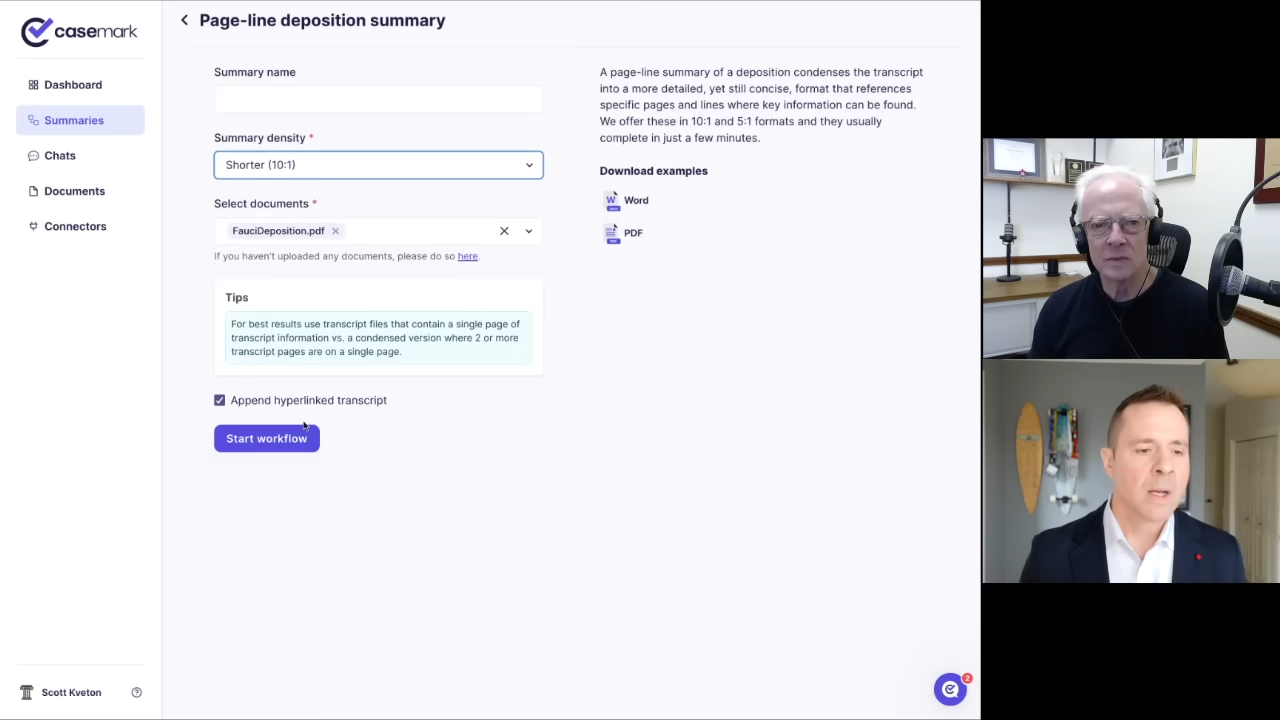 casemark
Page-line deposition summary
Dashboard
Summaries
Chats
Documents
Connectors
Summary name
Summary density *
Shorter (10:1)
Select documents *
FauciDeposition.pdf
If you haven't uploaded any documents, please do so here.
Tips
For best results use transcript files that contain a single page of
transcript information vs. a condensed version where 2 or more
transcript pages are on a single page.
Append hyperlinked transcript
Start workflow
A page-line summary of a deposition condenses the transcript
into a more detailed, yet still concise, format that references
specific pages and lines where key information can be found.
We offer these in 10:1 and 5:1 formats and they usually
complete in just a few minutes.
Download examples
W Word
PDF
Scott Kveton
2